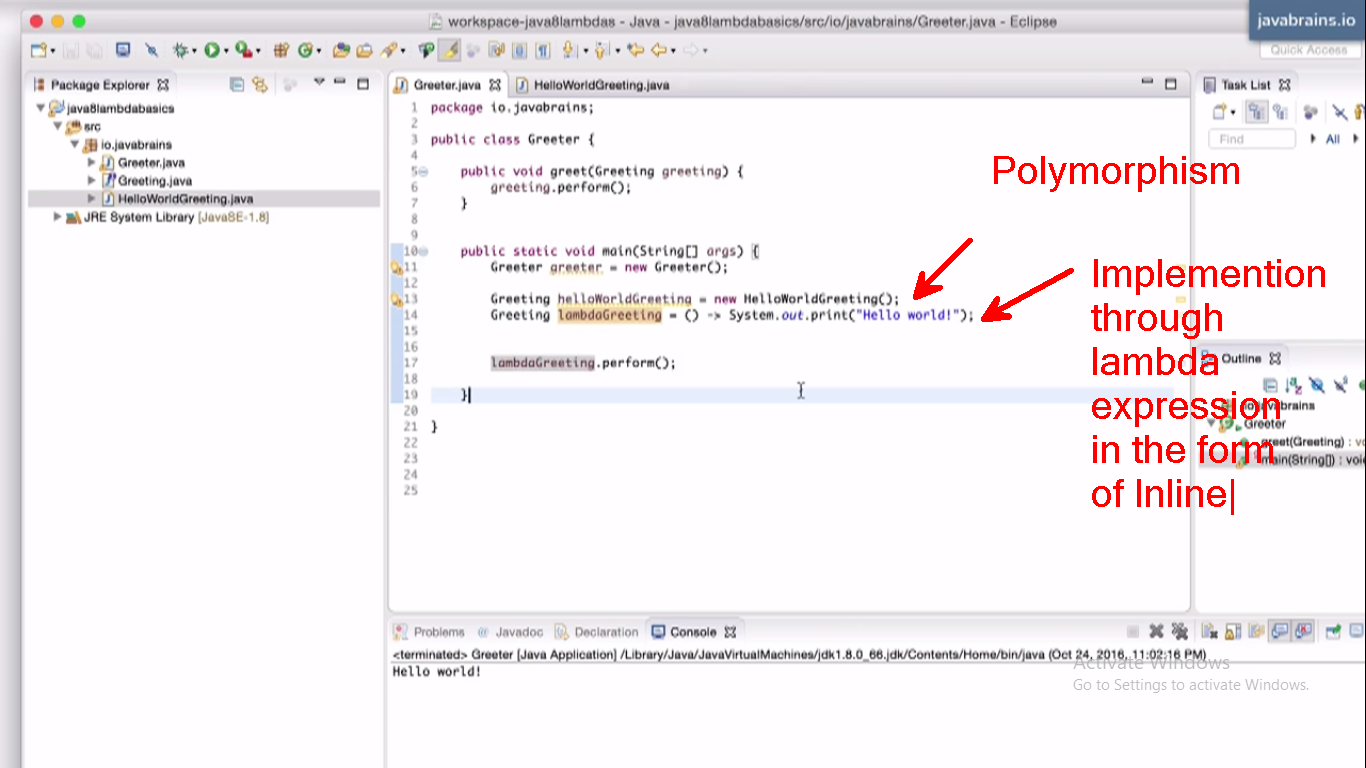 workspace-java8lambdas - Java - java8lambdabasics/src/io/javabrains/Greeter.java - Eclipse
javabrains.io
Quick Access
Package Explorer
java8lambdabasics
src
io.javabrains
Greeter.java
Greeting.java
HelloWorldGreeting.java
JRE System Library [JavaSE-1.8]
Greeter.java
HelloWorldGreeting.java
1 package io.javabrains;
2
3 public class Greeter {
4
5 public void greet(Greeting greeting) {
6 greeting.perform();
7 }
8
9
10 public static void main(String[] args) {
11 Greeter greeter = new Greeter();
12
13 Greeting helloWorldGreeting = new HelloWorldGreeting();
14 Greeting lambdaGreeting = () -> System.out.print("Hello world!");
15
16
17 lambdaGreeting.perform();
18
19 }
20
21 }
22
23
24
25
Polymorphism
Implemention
through
lambda
expression
in the form
of Inline
Task List
Find
All
Outline
io.javabrains
Greeter
greet(Greeting) : vo
main(String[]) : voi
Problems
Javadoc
Declaration
Console
<terminated> Greeter [Java Application] /Library/Java/JavaVirtualMachines/jdk1.8.0_66.jdk/Contents/Home/bin/java (Oct 24, 2016, 11:02:16 PM)
Hello world!
Activate Windows
Go to Settings to activate Windows.